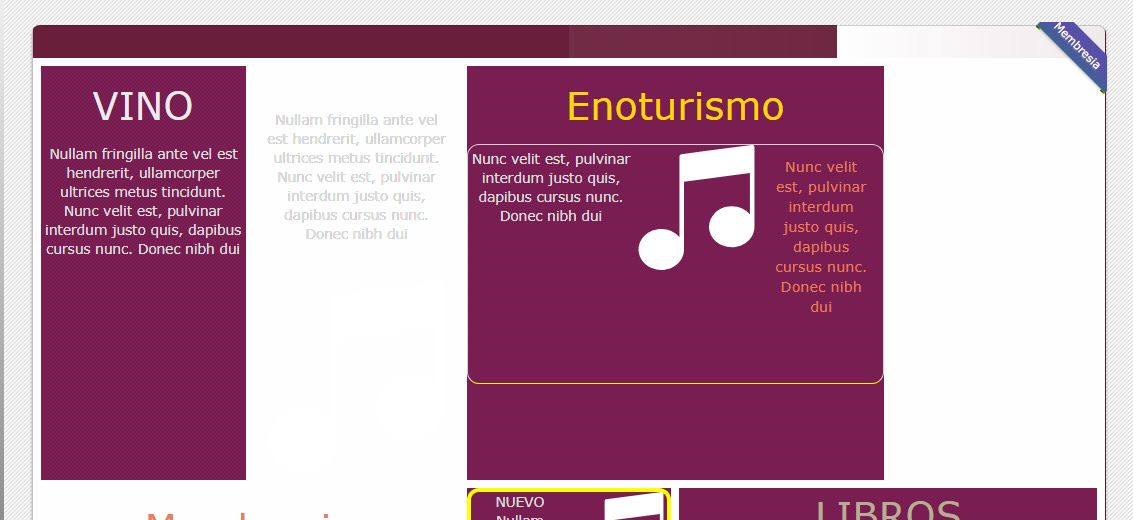 Membresia
VINO
Nullam fringilla ante vel est
hendrerit, ullamcorper
ultrices metus tincidunt.
Nunc velit est, pulvinar
interdum justo quis, dapibus
cursus nunc. Donec nibh dui
Nullam fringilla ante vel
est hendrerit, ullamcorper
ultrices metus tincidunt.
Nunc velit est, pulvinar
interdum justo quis,
dapibus cursus nunc.
Donec nibh dui
Enoturismo
Nunc velit est, pulvinar
interdum justo quis,
dapibus cursus nunc.
Donec nibh dui
Nunc velit
est, pulvinar
interdum
justo quis,
dapibus
cursus nunc.
Donec nibh
dui
NUEVO
Nullam
LIBROS